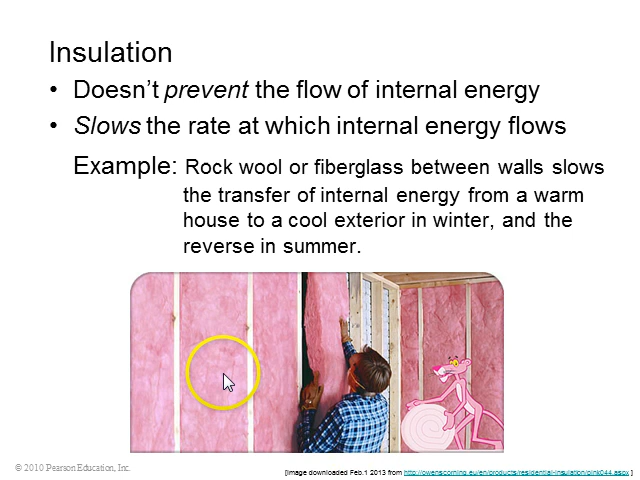 Insulation
• Doesn’t prevent the flow of internal energy
• Slows the rate at which internal energy flows
Example: Rock wool or fiberglass between walls slows
the transfer of internal energy from a warm
house to a cool exterior in winter, and the
reverse in summer.
© 2010 Pearson Education, Inc.
[Image downloaded Feb.1 2013 from http://owenscorning.eu/en/products/residential-insulation/pink044.aspx ]